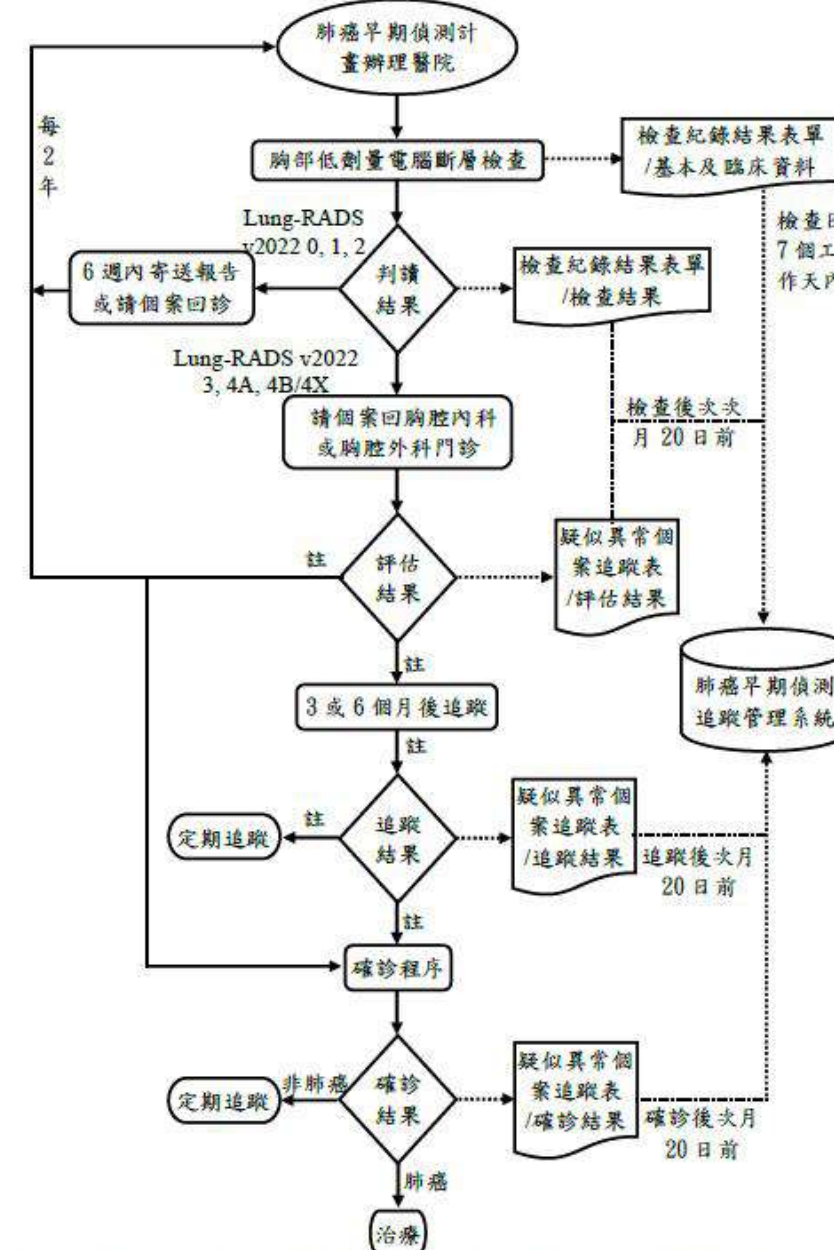 肺癌早期偵測計
畫辦理醫院
每
2
年
胸部低劑量電腦斷層檢查
檢查紀錄結果表單
/基本及臨床資料
Lung-RADS
v2022 0, 1, 2
檢查
7 個工
作天內
6 週內寄送報告
或請個案回診
判讀
結果
檢查紀錄結果表單
/檢查結果
Lung-RADS v2022
3, 4A, 4B/4X
請個案回胸腔內科
或胸腔外科門診
檢查後次次
月 20 日前
註
評估
結果
疑似異常個
案追蹤表
/評估結果
註
3 或 6 個月後追蹤
肺癌早期偵測
追蹤管理系統
註
定期追蹤
註
追蹤
結果
疑似異常個
案追蹤表
/追蹤結果
追蹤後次月
20 日前
註
確診程序
定期追蹤
非肺癌
確診
結果
疑似異常個
案追蹤表
/確診結果
確診後次月
20 日前
肺癌
治療